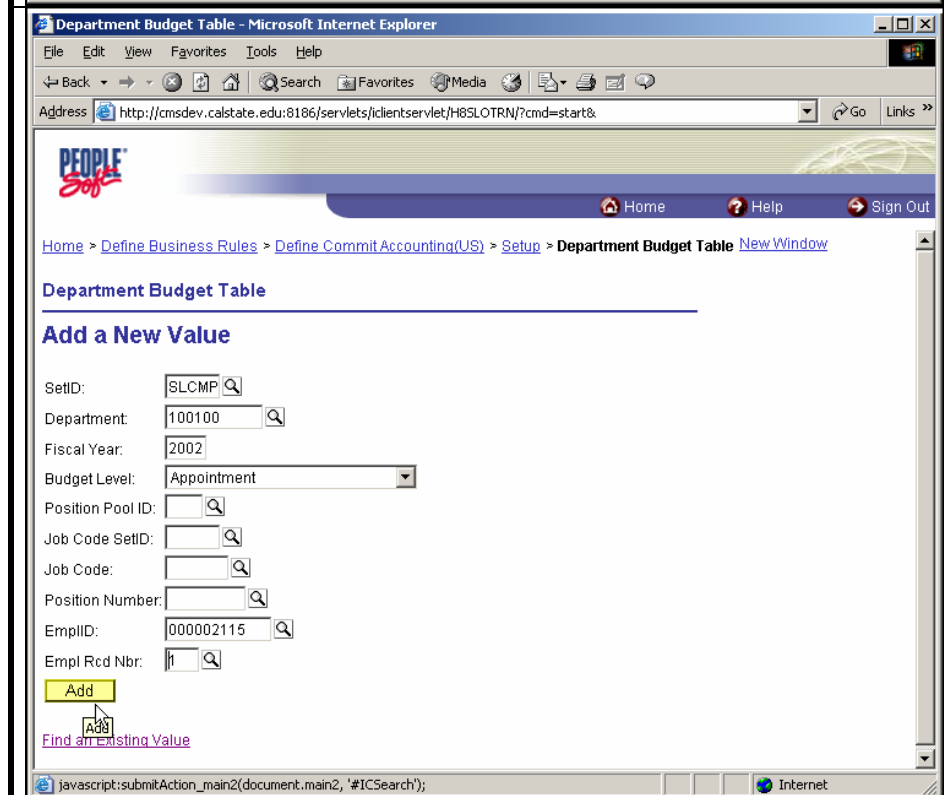 Department Budget Table - Microsoft Internet Explorer
File Edit View Favorites Tools Help
Back Search Favorites Media
Address http://cmsdev.calstate.edu:8186/servlets/iclientservlet/H8SLOTRN/?cmd=start& Go Links »
PEOPLE
Soft
Home Help Sign Out
Home > Define Business Rules > Define Commit Accounting(US) > Setup > Department Budget Table New Window
Department Budget Table
Add a New Value
SetID: SLCMP
Department: 100100
Fiscal Year: 2002
Budget Level: Appointment
Position Pool ID:
Job Code SetID:
Job Code:
Position Number:
EmplID: 000002115
Empl Rcd Nbr: 1
Add
Add
Find an Existing Value
javascript:submitAction_main2(document.main2, '#ICSearch'); Internet